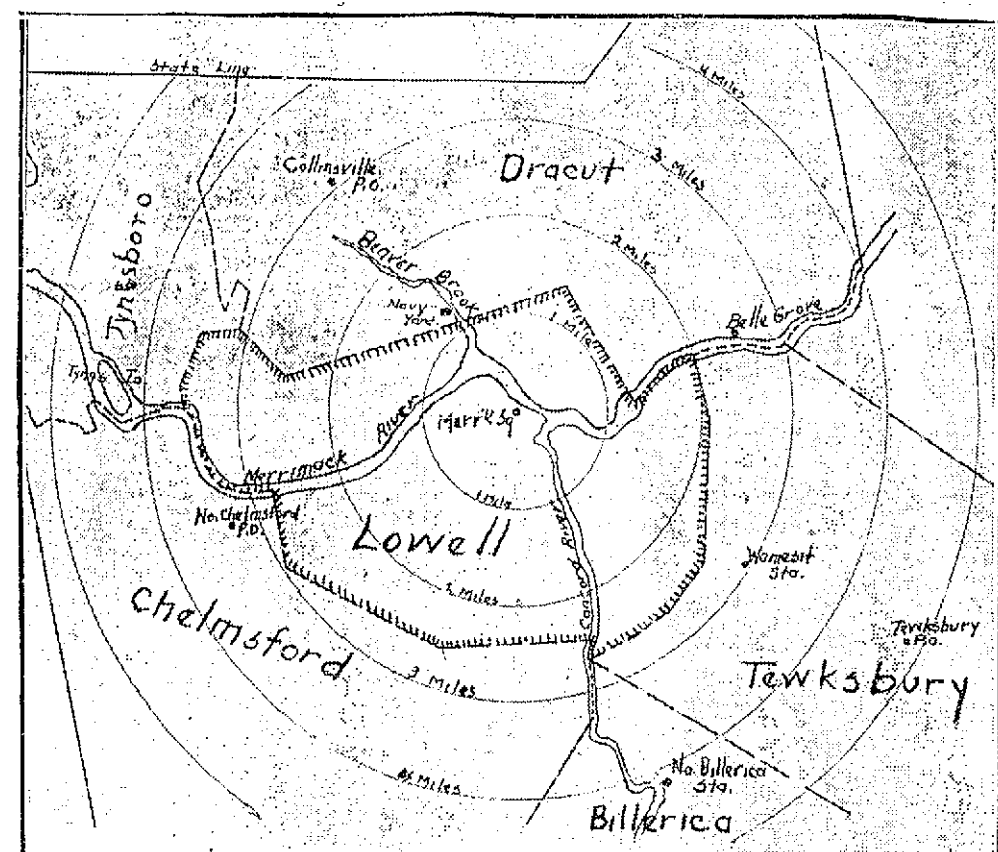 State Line
4 Miles
Collinsville
P.O.
Dracut
3 Miles
Tyngsboro
Beaver Brook
2 Miles
Navy
Yard
1 Mile
Belle Grove
Merrimack River
Merr'k Sq
1 Mile
No. Chelmsford
P.O.
Lowell
2 Miles
River
Wamesit
Sta.
Chelmsford
3 Miles
Tewksbury
P.O.
Tewksbury
4 Miles
No. Billerica
Sta.
Billerica